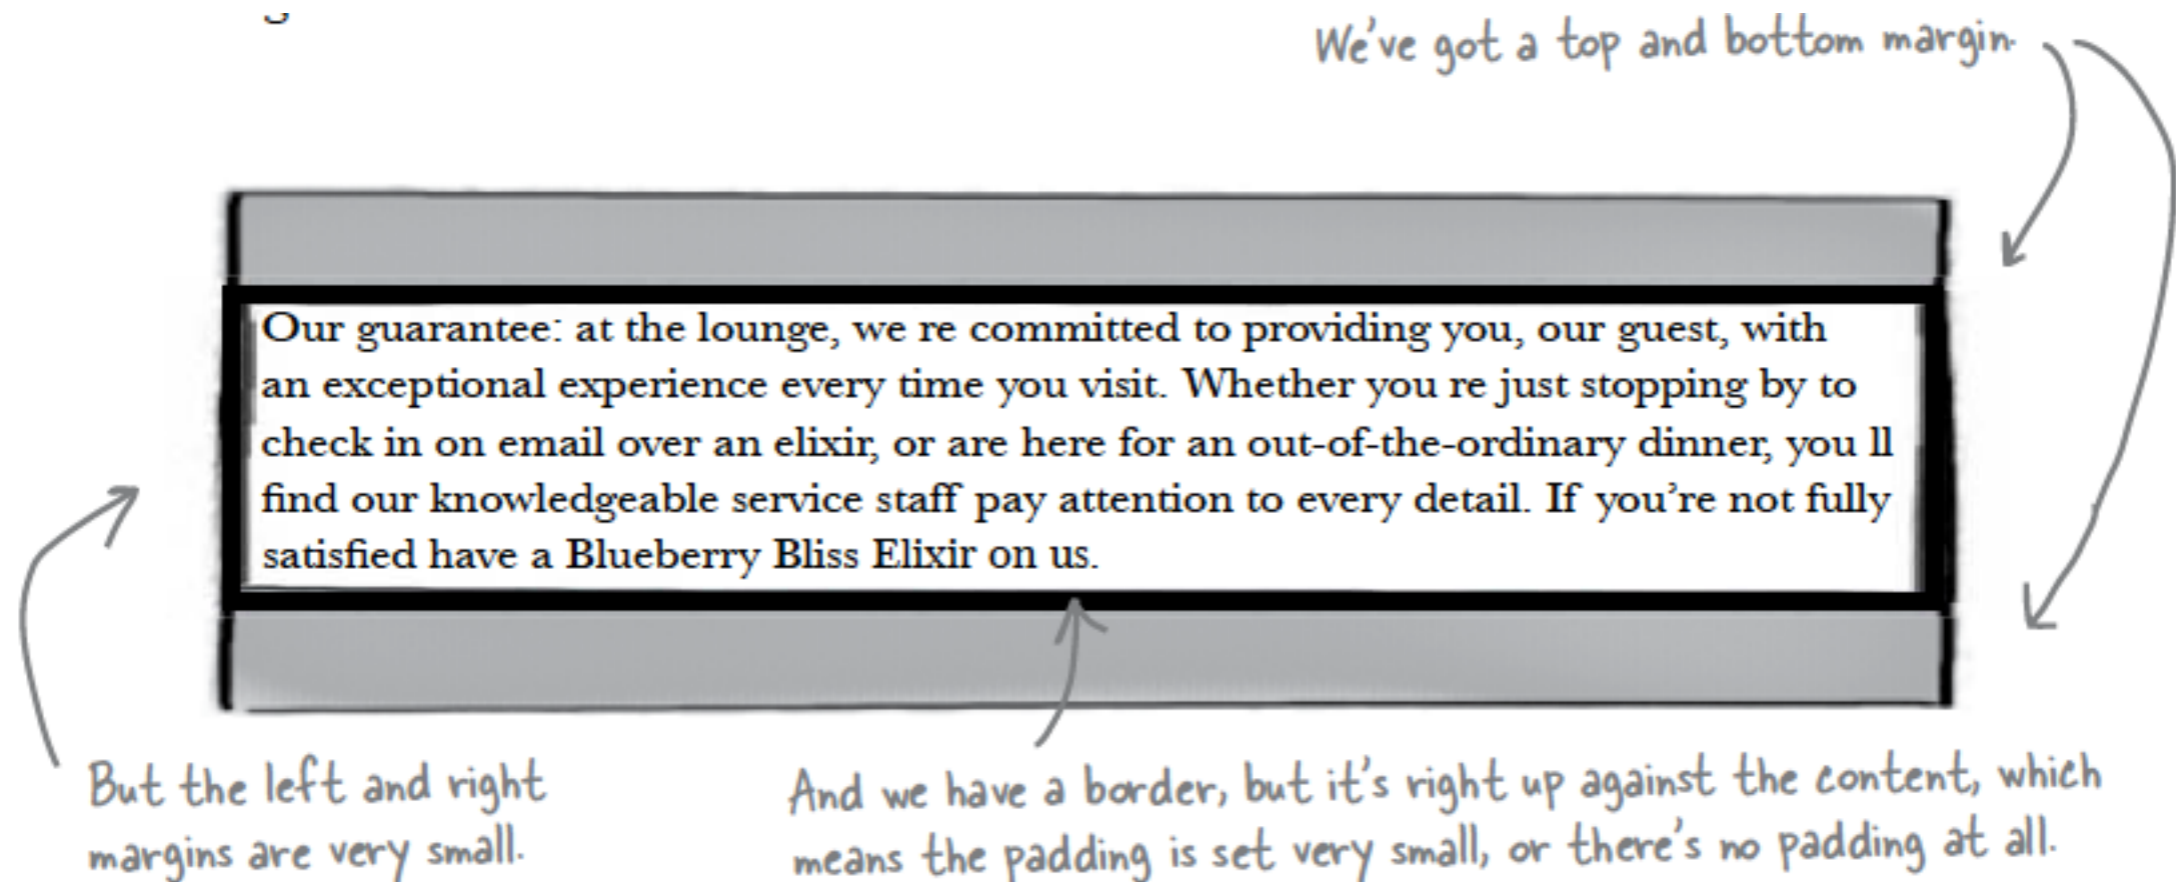 We've got a top and bottom margin.
Our guarantee: at the lounge, we re committed to providing you, our guest, with
an exceptional experience every time you visit. Whether you re just stopping by to
check in on email over an elixir, or are here for an out-of-the-ordinary dinner, you ll
find our knowledgeable service staff pay attention to every detail. If you’re not fully
satisfied have a Blueberry Bliss Elixir on us.
But the left and right
margins are very small.
And we have a border, but it's right up against the content, which
means the padding is set very small, or there's no padding at all.